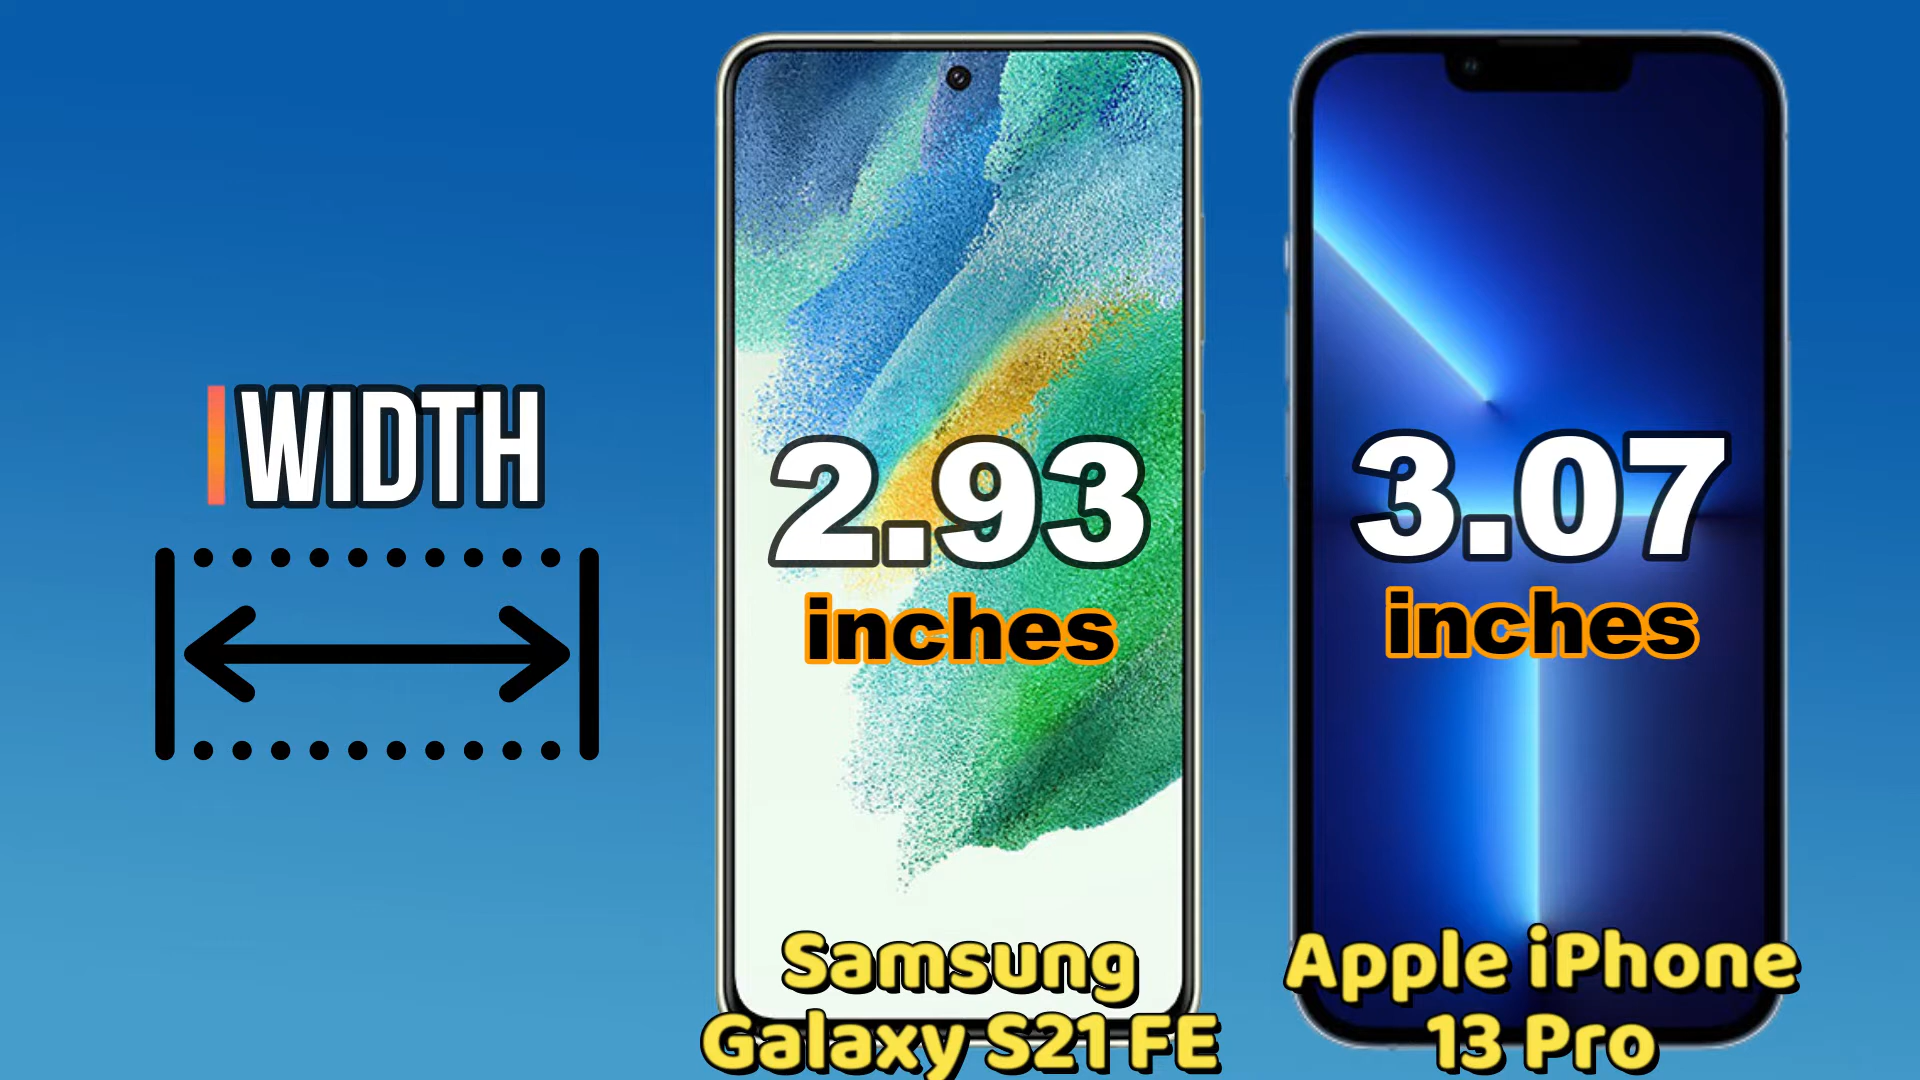 WIDTH
2.93
inches
Samsung
Galaxy S21 FE
3.07
inches
Apple iPhone
13 Pro